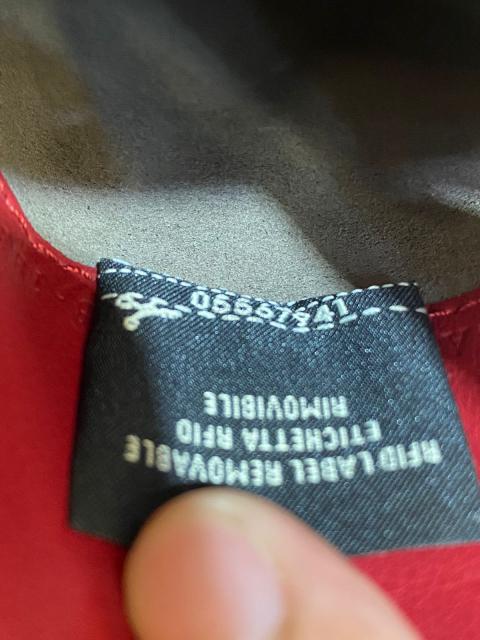 RFID LABEL REMOVABLE
ETICHETTA RFID
RIMOVIBILE